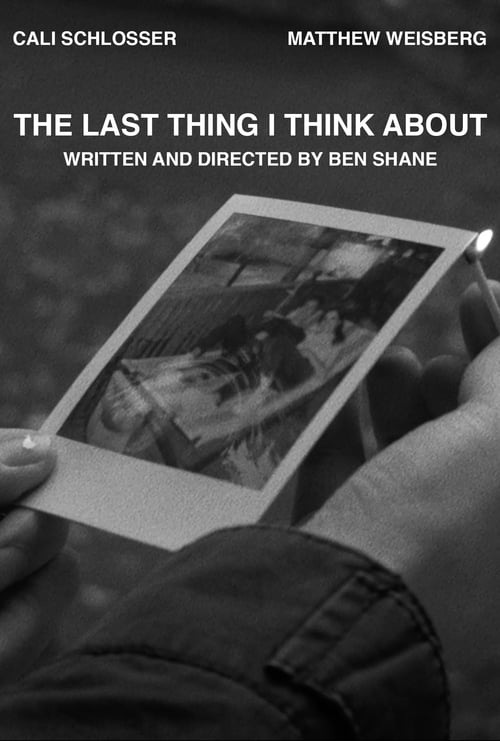 CALI SCHLOSSER MATTHEW WEISBERG
THE LAST THING I THINK ABOUT
WRITTEN AND DIRECTED BY BEN SHANE